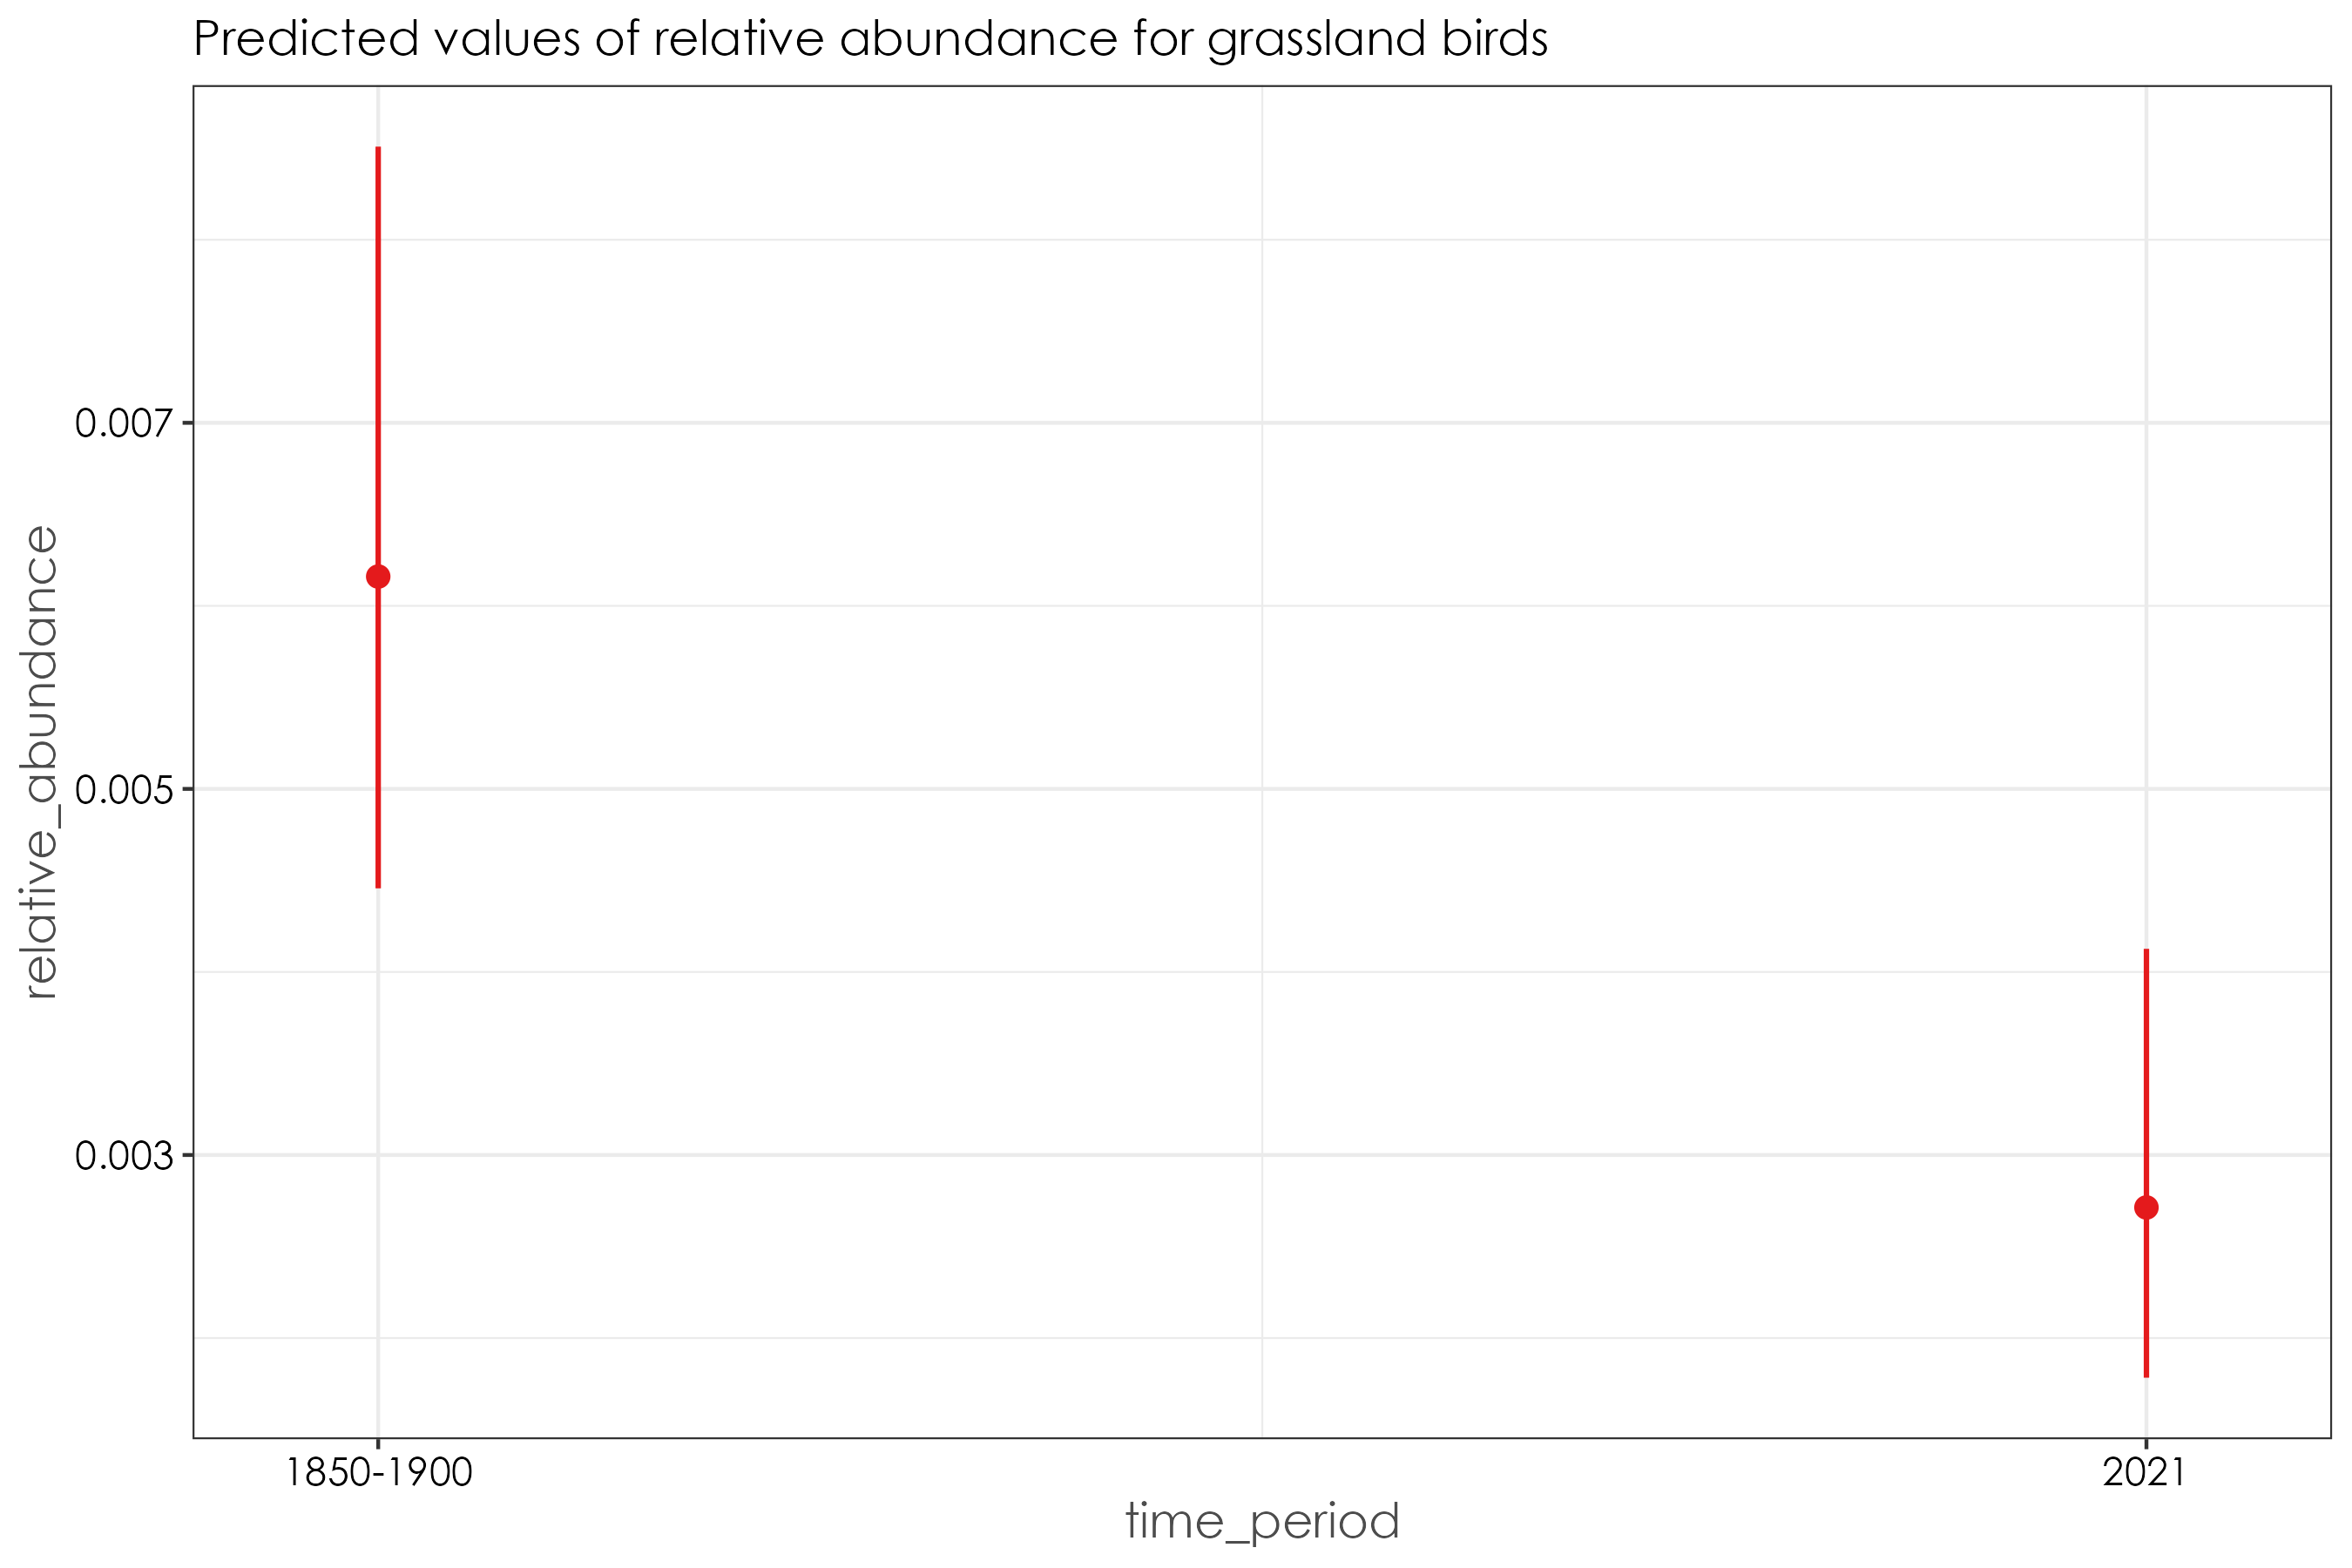 Predicted values of relative abundance for grassland birds
relative_abundance
0.007
0.005
0.003
1850-1900
2021
time_period